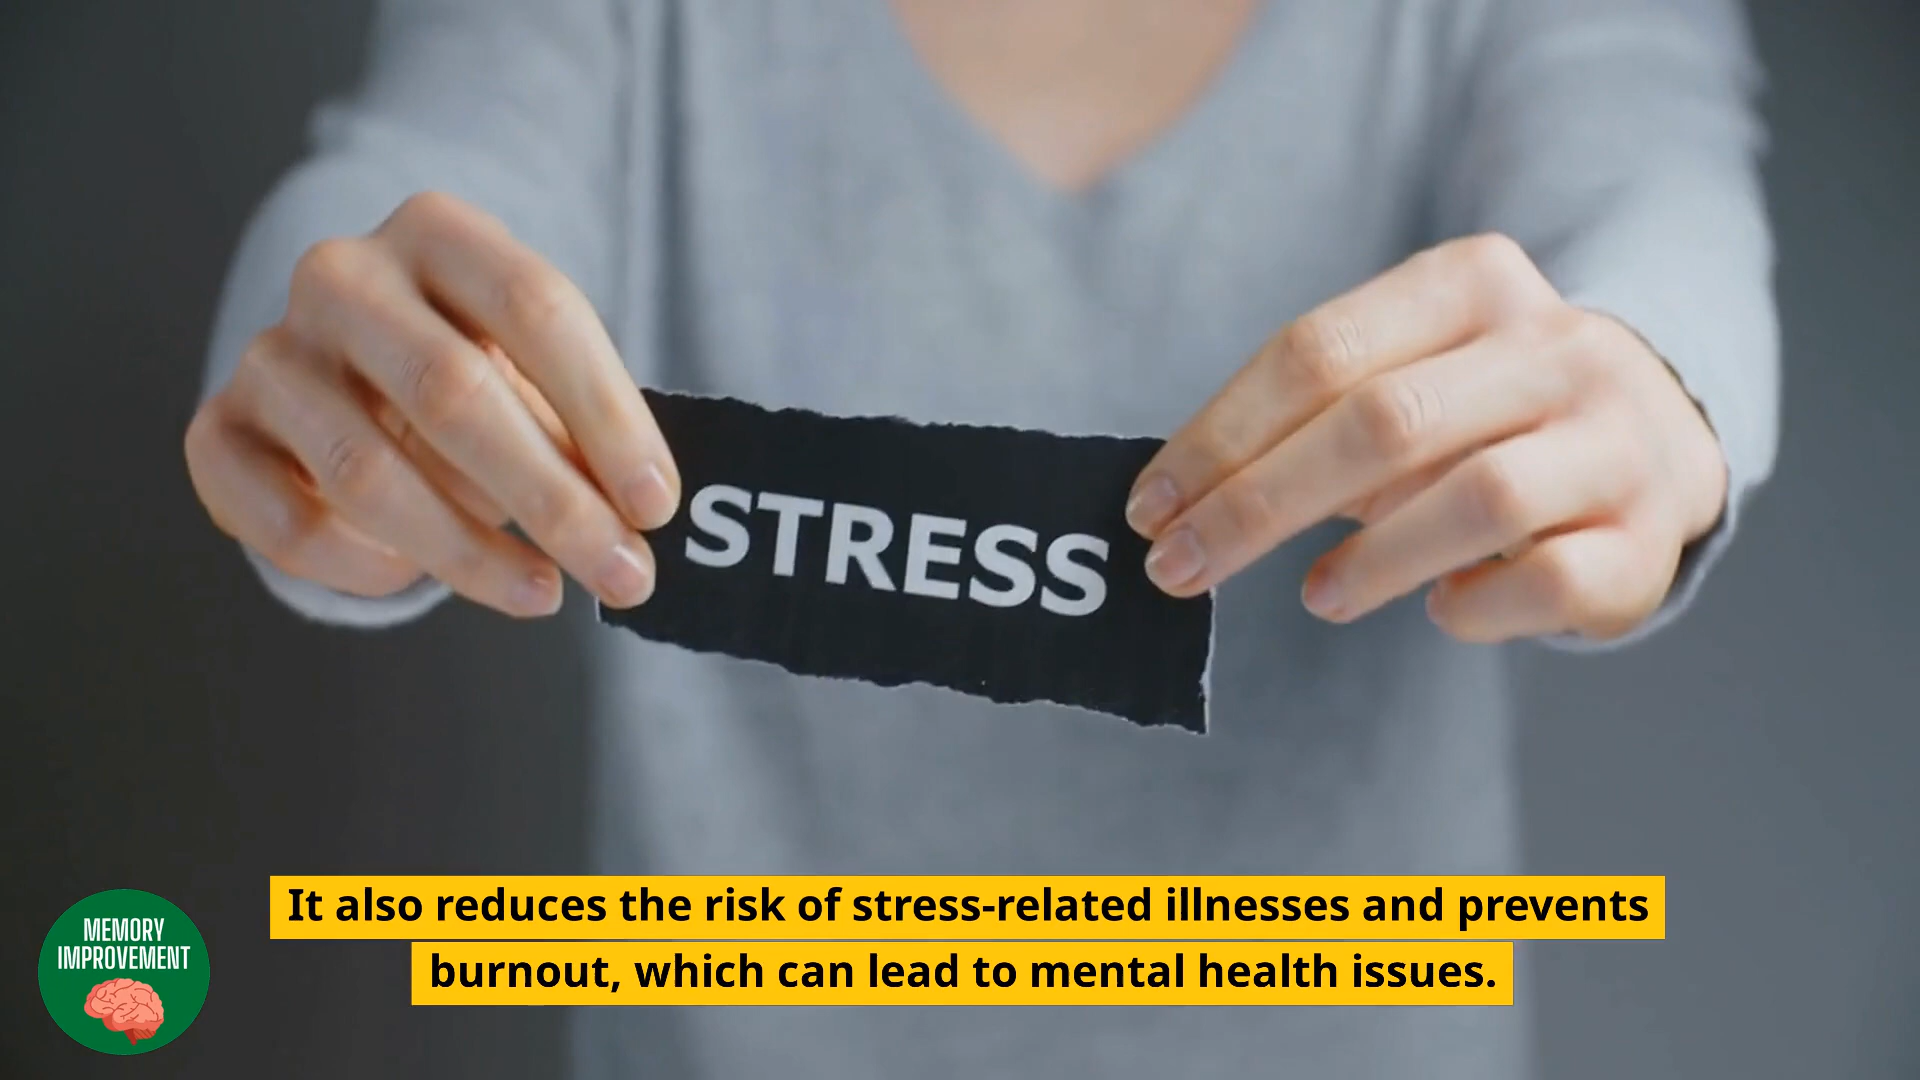 STRESS
It also reduces the risk of stress-related illnesses and prevents
burnout, which can lead to mental health issues.
MEMORY
IMPROVEMENT